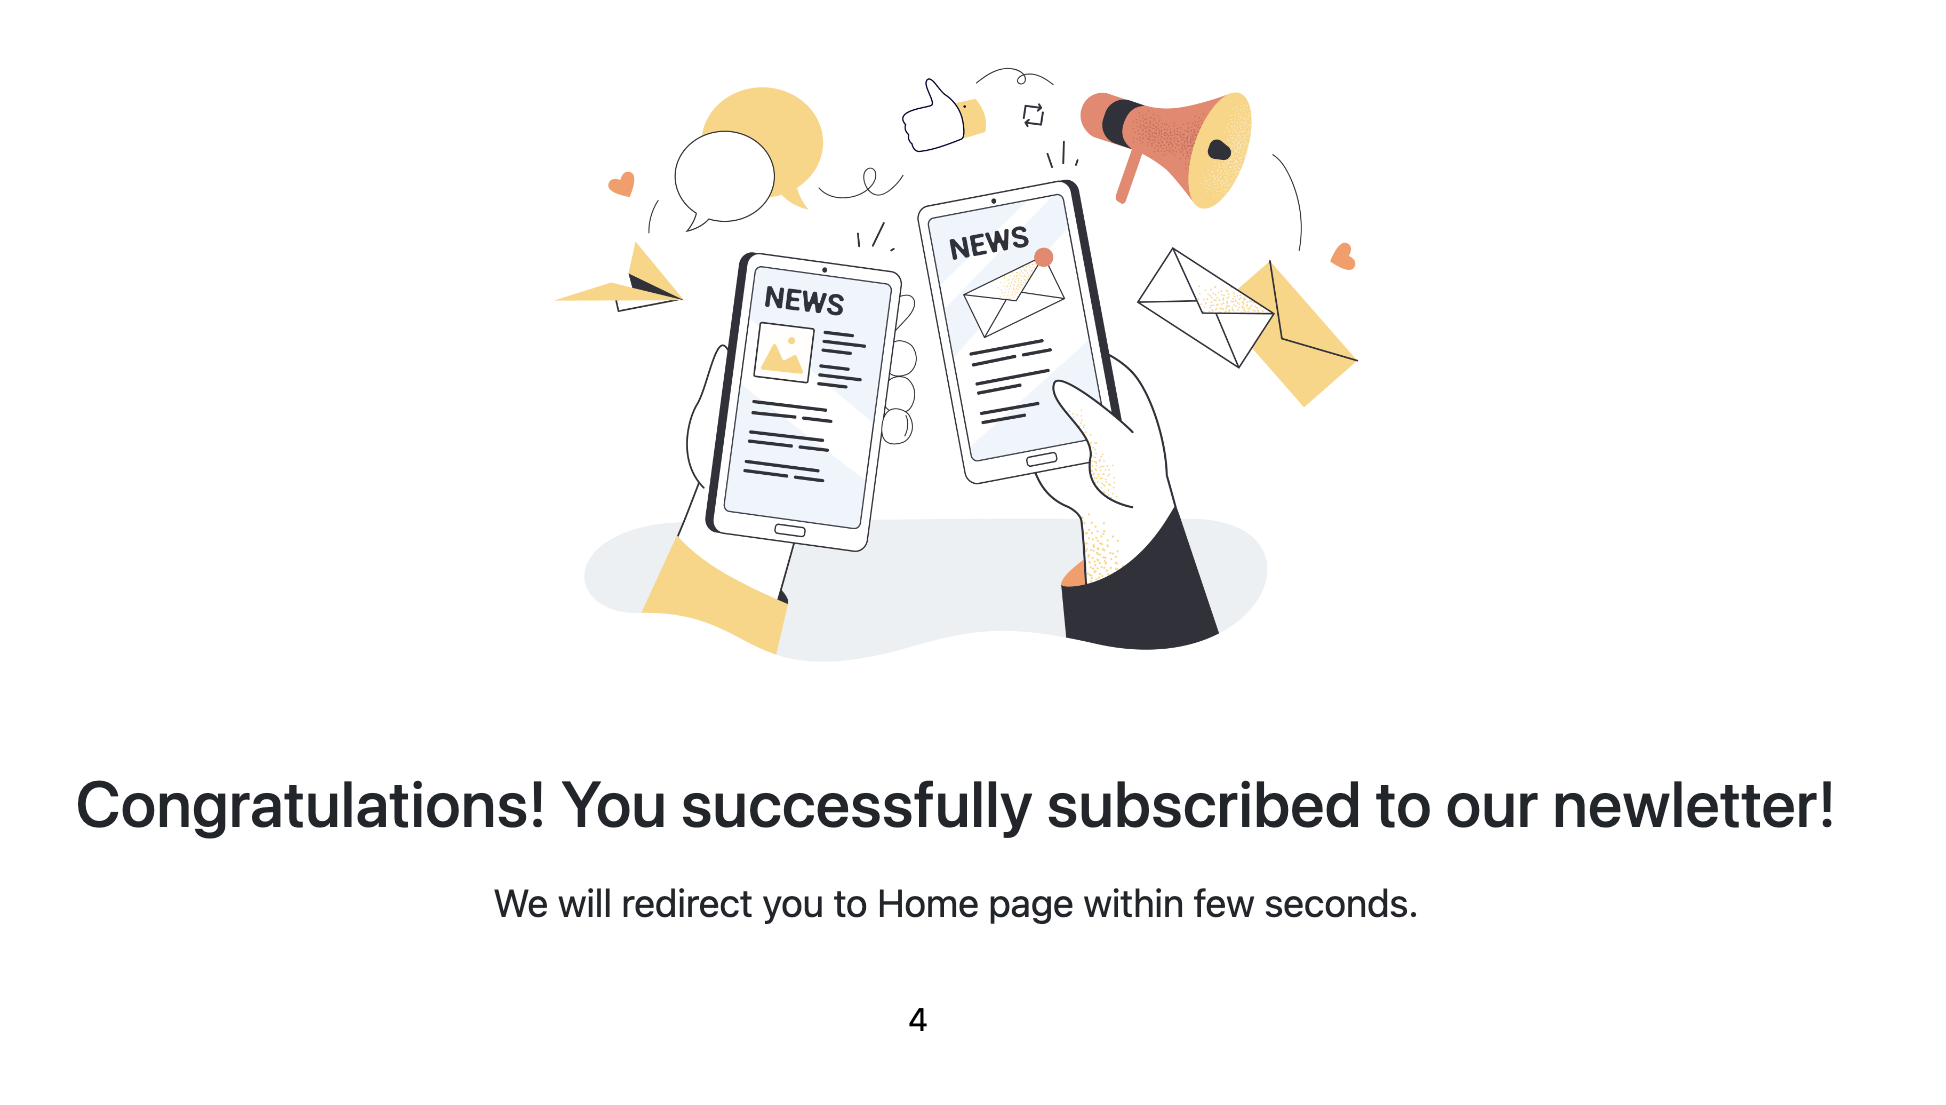 NEWS
NEWS
Congratulations! You successfully subscribed to our newletter!
We will redirect you to Home page within few seconds.
4